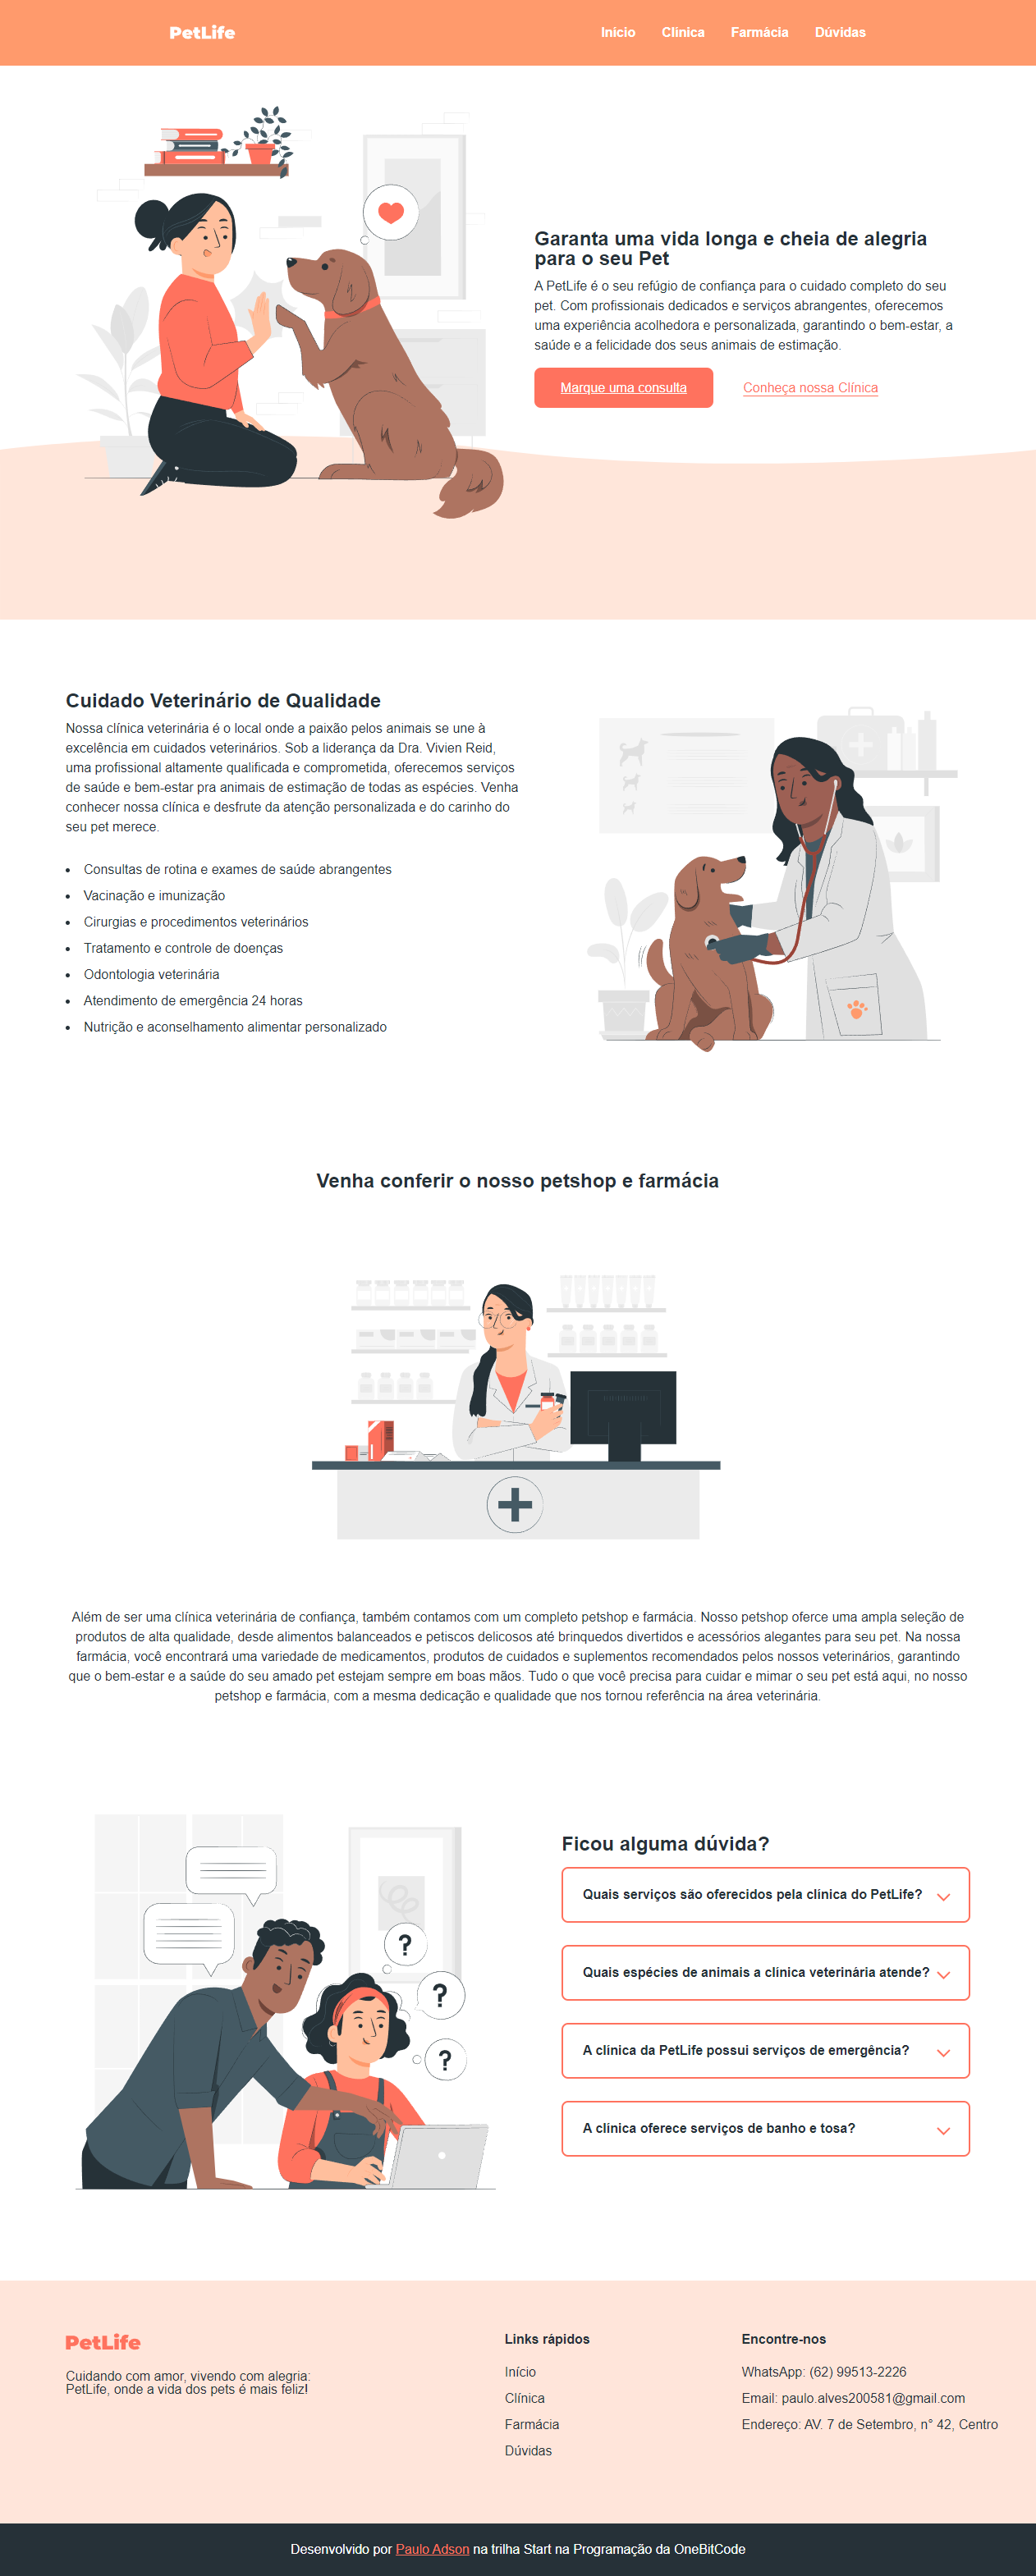 PetLife
Início Clínica Farmácia Dúvidas
Garanta uma vida longa e cheia de alegria
para o seu Pet
A PetLife é o seu refúgio de confiança para o cuidado completo do seu
pet. Com profissionais dedicados e serviços abrangentes, oferecemos
uma experiência acolhedora e personalizada, garantindo o bem-estar, a
saúde e a felicidade dos seus animais de estimação.
Marque uma consulta Conheça nossa Clínica
Cuidado Veterinário de Qualidade
Nossa clínica veterinária é o local onde a paixão pelos animais se une à
excelência em cuidados veterinários. Sob a liderança da Dra. Vivien Reid,
uma profissional altamente qualificada e comprometida, oferecemos serviços
de saúde e bem-estar pra animais de estimação de todas as espécies. Venha
conhecer nossa clínica e desfrute da atenção personalizada e do carinho do
seu pet merece.
• Consultas de rotina e exames de saúde abrangentes
• Vacinação e imunização
• Cirurgias e procedimentos veterinários
• Tratamento e controle de doenças
• Odontologia veterinária
• Atendimento de emergência 24 horas
• Nutrição e aconselhamento alimentar personalizado
Venha conferir o nosso petshop e farmácia
Além de ser uma clínica veterinária de confiança, também contamos com um completo petshop e farmácia. Nosso petshop oferce uma ampla seleção de
produtos de alta qualidade, desde alimentos balanceados e petiscos delicosos até brinquedos divertidos e acessórios alegantes para seu pet. Na nossa
farmácia, você encontrará uma variedade de medicamentos, produtos de cuidados e suplementos recomendados pelos nossos veterinários, garantindo
que o bem-estar e a saúde do seu amado pet estejam sempre em boas mãos. Tudo o que você precisa para cuidar e mimar o seu pet está aqui, no nosso
petshop e farmácia, com a mesma dedicação e qualidade que nos tornou referência na área veterinária.
?
?
?
Ficou alguma dúvida?
Quais serviços são oferecidos pela clínica do PetLife?
Quais espécies de animais a clínica veterinária atende?
A clínica da PetLife possui serviços de emergência?
A clínica oferece serviços de banho e tosa?
PetLife
Cuidando com amor, vivendo com alegria:
PetLife, onde a vida dos pets é mais feliz!
Links rápidos
Início
Clínica
Farmácia
Dúvidas
Encontre-nos
WhatsApp: (62) 99513-2226
Email: paulo.alves200581@gmail.com
Endereço: AV. 7 de Setembro, n° 42, Centro
Desenvolvido por Paulo Adson na trilha Start na Programação da OneBitCode